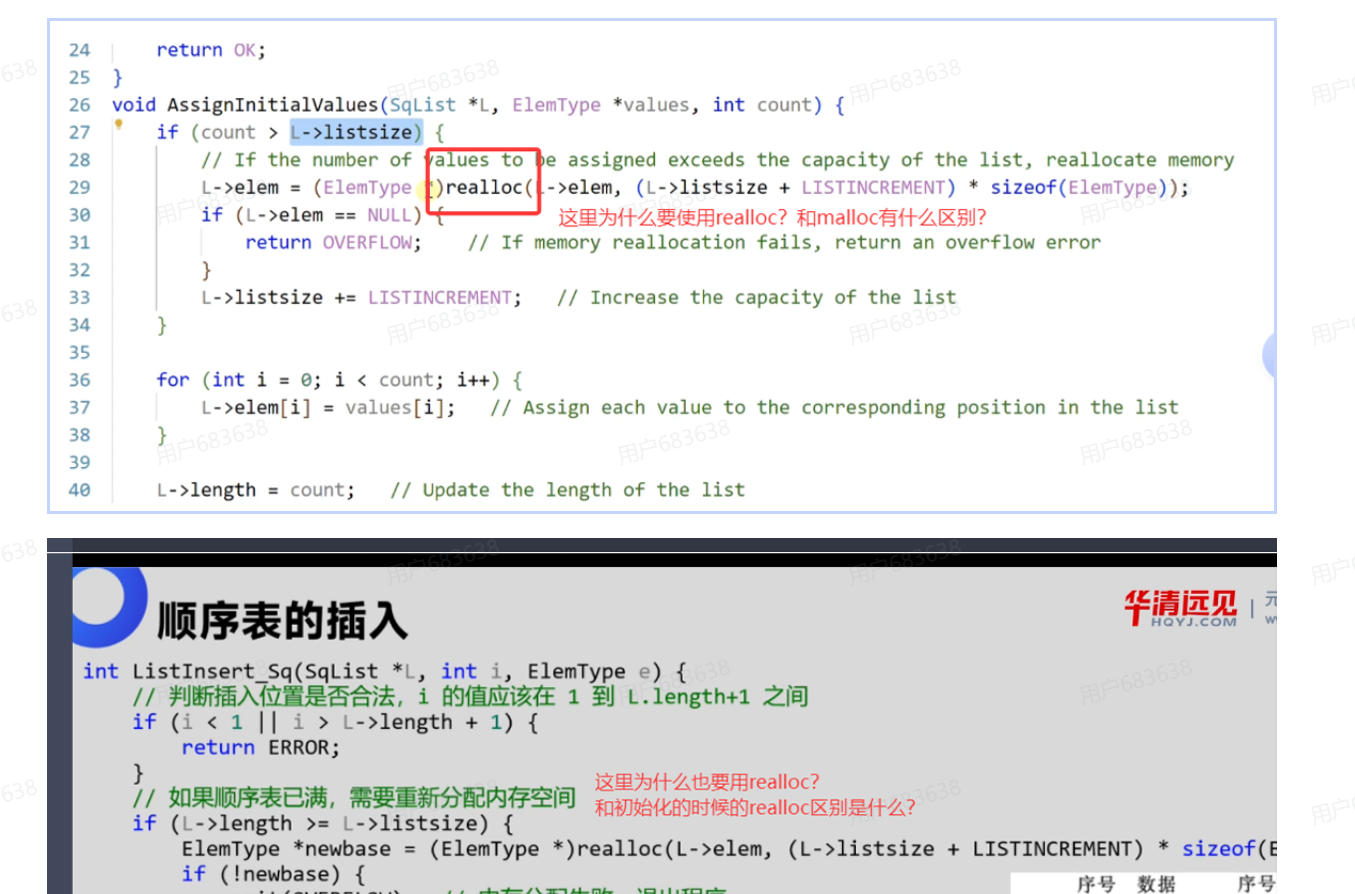 24 return OK;
25 }
26 void AssignInitialValues(SqList *L, ElemType *values, int count) {
27 if (count > L->listsize) {
28 // If the number of values to be assigned exceeds the capacity of the list, reallocate memory
29 L->elem = (ElemType *)realloc(L->elem, (L->listsize + LISTINCREMENT) * sizeof(ElemType));
30 if (L->elem == NULL) {
这里为什么要使用realloc？和malloc有什么区别？
31 return OVERFLOW; // If memory reallocation fails, return an overflow error
32 }
33 L->listsize += LISTINCREMENT; // Increase the capacity of the list
34 }
35
36 for (int i = 0; i < count; i++) {
37 L->elem[i] = values[i]; // Assign each value to the corresponding position in the list
38 }
39
40 L->length = count; // Update the length of the list
顺序表的插入
华清远见
HQYJ.COM
int ListInsert_Sq(SqList *L, int i, ElemType e) {
// 判断插入位置是否合法，i 的值应该在 1 到 L.length+1 之间
if (i < 1 || i > L->length + 1) {
return ERROR;
}
这里为什么也要用realloc？
// 如果顺序表已满，需要重新分配内存空间
和初始化的时候的realloc区别是什么？
if (L->length >= L->listsize) {
ElemType *newbase = (ElemType *)realloc(L->elem, (L->listsize + LISTINCREMENT) * sizeof(E
if (!newbase) {
序号 数据 序号
用户683638